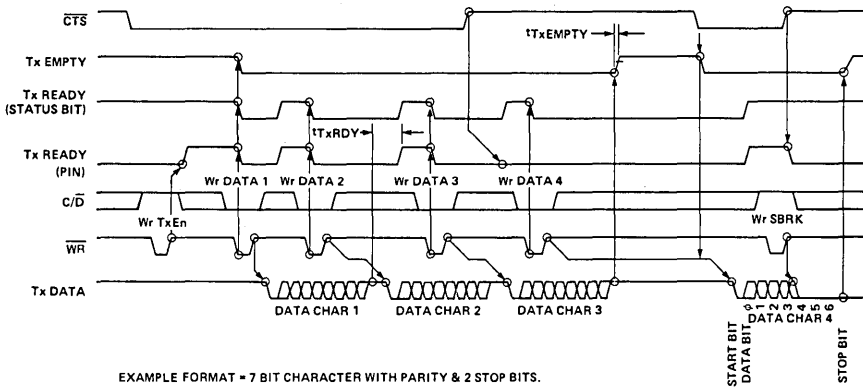 CTS
tTxEMPTY
Tx EMPTY
Tx READY
(STATUS BIT)
tTxRDY
Tx READY
(PIN)
Wr DATA 1
Wr DATA 2
Wr DATA 3
Wr DATA 4
C/D
Wr TxEn
Wr SBRK
WR
Tx DATA
DATA CHAR 1
DATA CHAR 2
DATA CHAR 3
DATA CHAR 4
START BIT
DATA BIT
φ
1
2
3
4
5
6
STOP BIT
EXAMPLE FORMAT = 7 BIT CHARACTER WITH PARITY & 2 STOP BITS.